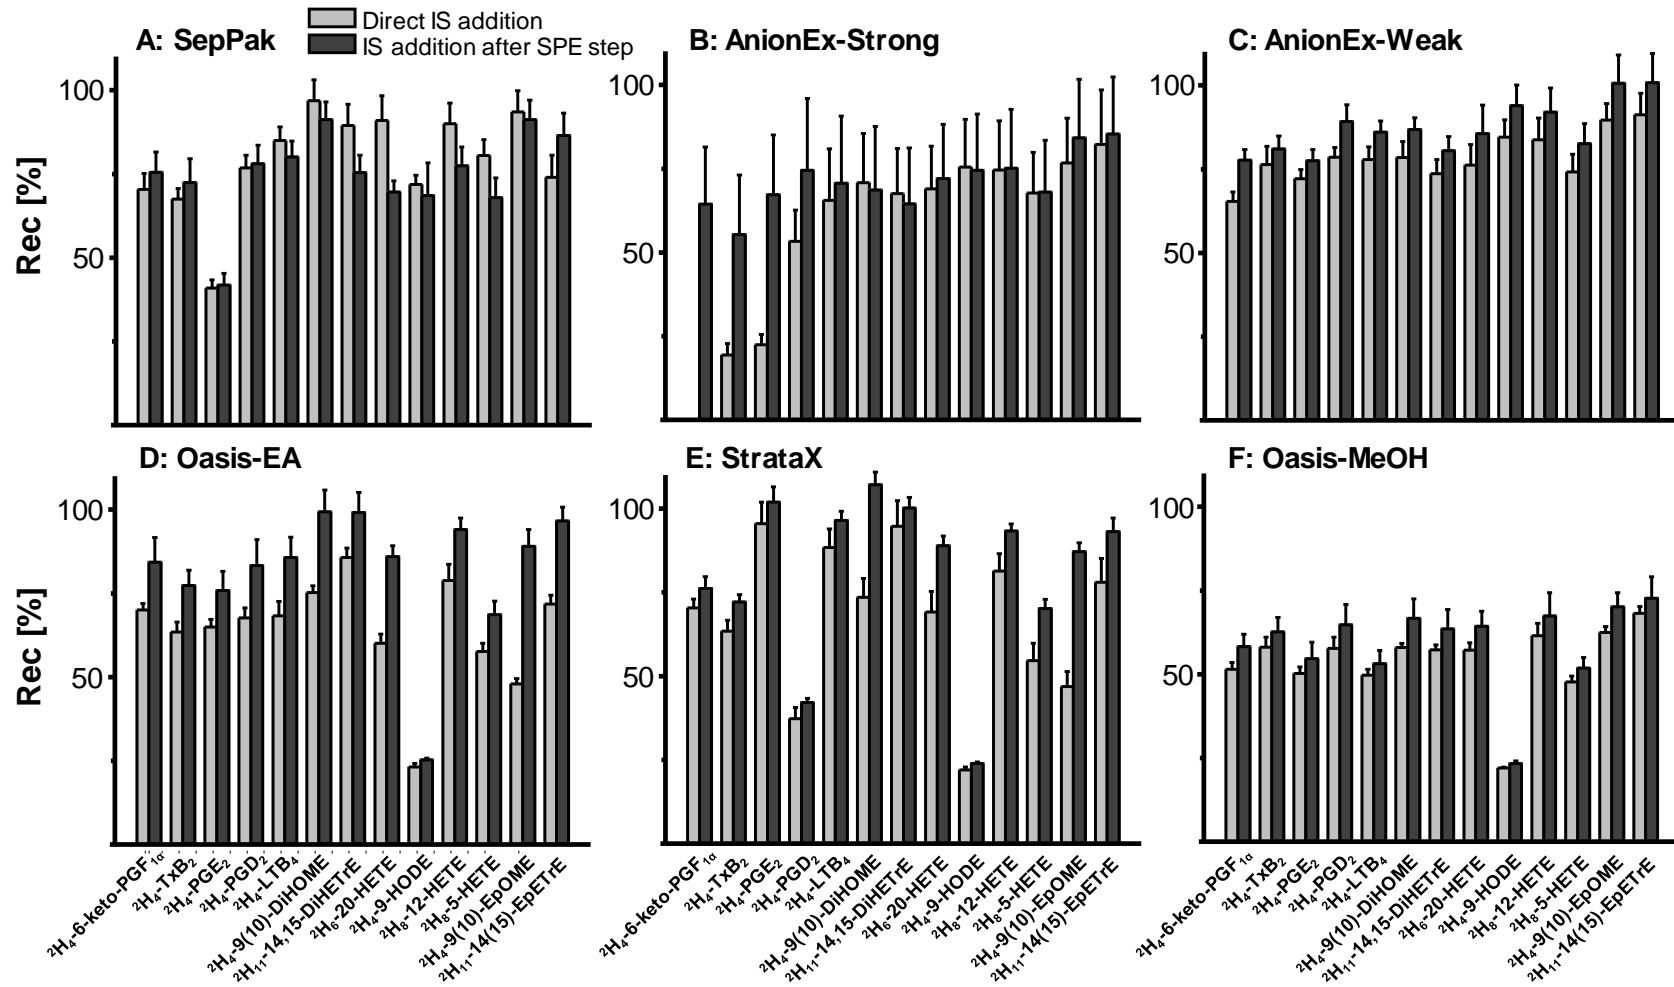 Direct IS addition
IS addition after SPE step
A: SepPak
B: AnionEx-Strong
C: AnionEx-Weak
Rec [%]
100
50
100
50
100
50
D: Oasis-EA
E: StrataX
F: Oasis-MeOH
Rec [%]
100
50
100
50
100
50
²H₄-6-keto-PGF₁α
²H₄-TxB₂
²H₄-PGE₂
²H₄-PGD₂
²H₄-LTB₄
²H₄-9(10)-DiHOME
²H₁₁-14,15-DiHETrE
²H₆-20-HETE
²H₄-9-HODE
²H₈-12-HETE
²H₈-5-HETE
²H₄-9(10)-EpOME
²H₁₁-14(15)-EpETrE
²H₄-6-keto-PGF₁α
²H₄-TxB₂
²H₄-PGE₂
²H₄-PGD₂
²H₄-LTB₄
²H₄-9(10)-DiHOME
²H₁₁-14,15-DiHETrE
²H₆-20-HETE
²H₄-9-HODE
²H₈-12-HETE
²H₈-5-HETE
²H₄-9(10)-EpOME
²H₁₁-14(15)-EpETrE
²H₄-6-keto-PGF₁α
²H₄-TxB₂
²H₄-PGE₂
²H₄-PGD₂
²H₄-LTB₄
²H₄-9(10)-DiHOME
²H₁₁-14,15-DiHETrE
²H₆-20-HETE
²H₄-9-HODE
²H₈-12-HETE
²H₈-5-HETE
²H₄-9(10)-EpOME
²H₁₁-14(15)-EpETrE